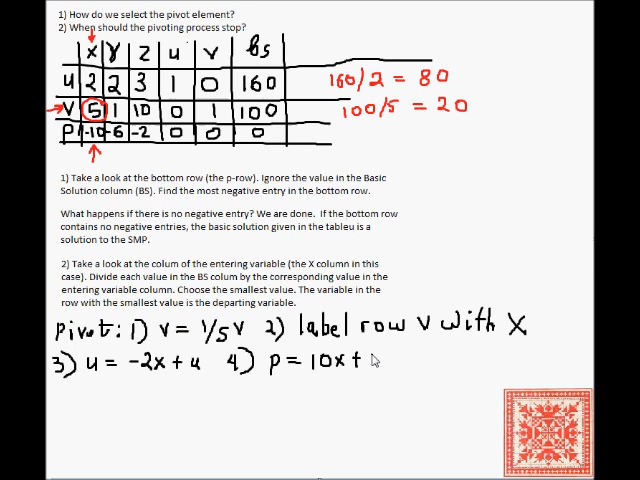 1) How do we select the pivot element?
2) When should the pivoting process stop?
x y z u v bs
u 2 2 3 1 0 160
v 5 1 10 0 1 100
p -10 -6 -2 0 0 0
160/2 = 80
100/5 = 20
1) Take a look at the bottom row (the p-row). Ignore the value in the Basic
Solution column (BS). Find the most negative entry in the bottom row.
What happens if there is no negative entry? We are done. If the bottom row
contains no negative entries, the basic solution given in the tableu is a
solution to the SMP.
2) Take a look at the colum of the entering variable (the X column in this
case). Divide each value in the BS colum by the corresponding value in the
entering variable column. Choose the smallest value. The variable in the
row with the smallest value is the departing variable.
Pivot: 1) v = 1/5v 2) label row v with X
3) u = -2x + u 4) p = 10x +